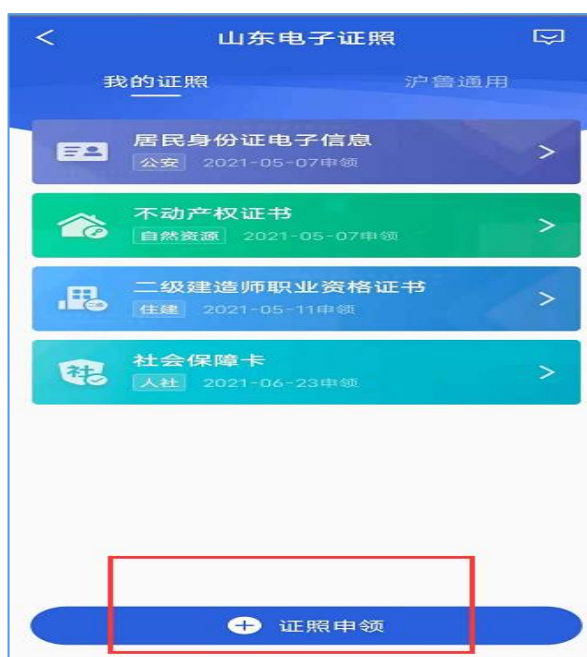 山东电子证照
我的证照 沪鲁通用
居民身份证电子信息
公安 2021-05-07申领
不动产权证书
自然资源 2021-05-07申领
二级建造师职业资格证书
住建 2021-05-11申领
社会保障卡
社 人社 2021-06-23申领
证照申领